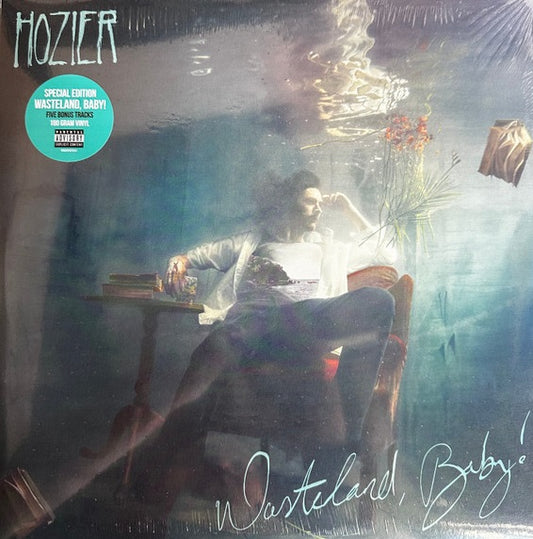 HOZIER
SPECIAL EDITION
WASTELAND, BABY!
FIVE BONUS TRACKS
180 GRAM VINYL
PARENTAL
ADVISORY
EXPLICIT CONTENT
Wasteland, Baby!